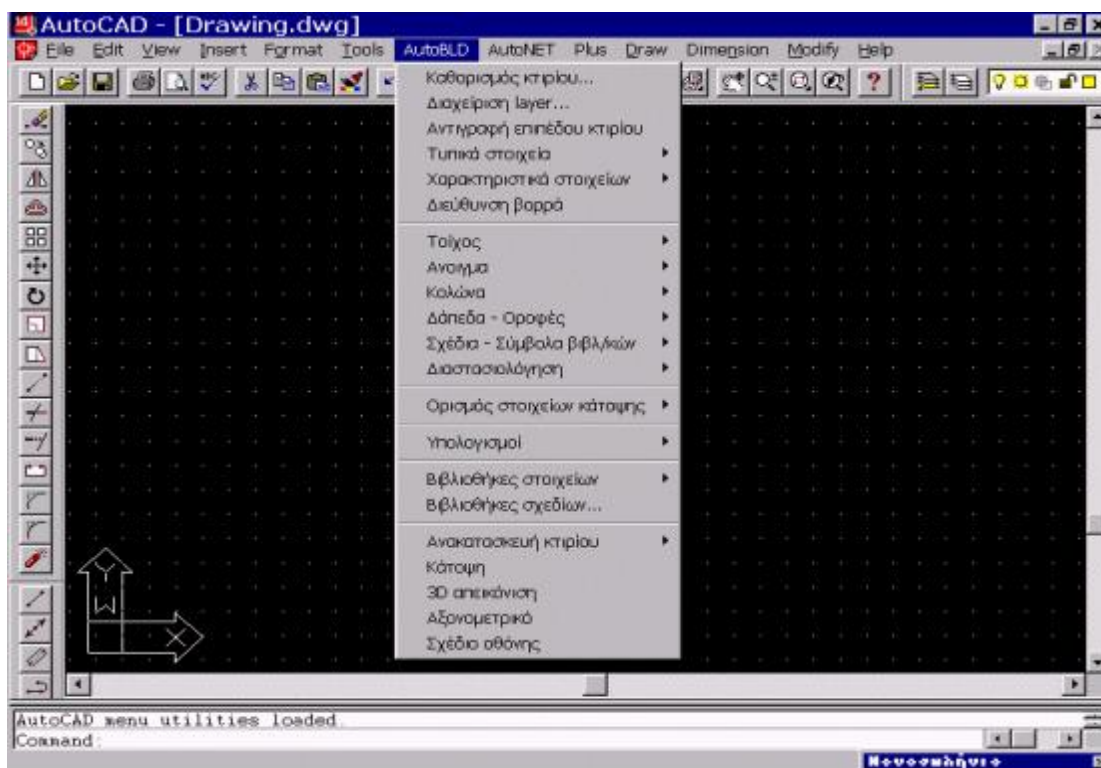 AutoCAD - [Drawing.dwg]
File Edit View Insert Format Tools AutoBLD AutoNET Plus Draw Dimension Modify Help
Καθορισμός κτιρίου...
Διαχείριση layer...
Αντιγραφή επιπέδου κτιρίου
Τυπικά στοιχεία
Χαρακτηριστικά στοιχείων
Διεύθυνση βορρά
Τοίχος
Ανοιγμα
Κολώνα
Δάπεδα - Οροφές
Σχέδια - Σύμβολα βιβλ/κών
Διαστασιολόγηση
Ορισμός στοιχείων κάτοψης
Υπολογισμοί
Βιβλιοθήκες στοιχείων
Βιβλιοθήκες σχεδίων...
Ανακατασκευή κτιρίου
Κάτοψη
3D απεικόνιση
Αξονομετρικό
Σχέδιο οθόνης
Y
W
X
AutoCAD menu utilities loaded.
Command:
Μονοσωλήνιο